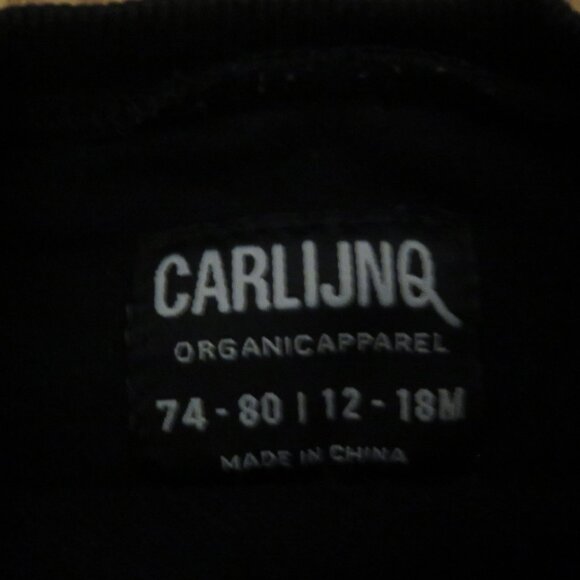 CARLIJNQ
ORGANICAPPAREL
74 - 80 | 12 - 18M
MADE IN CHINA